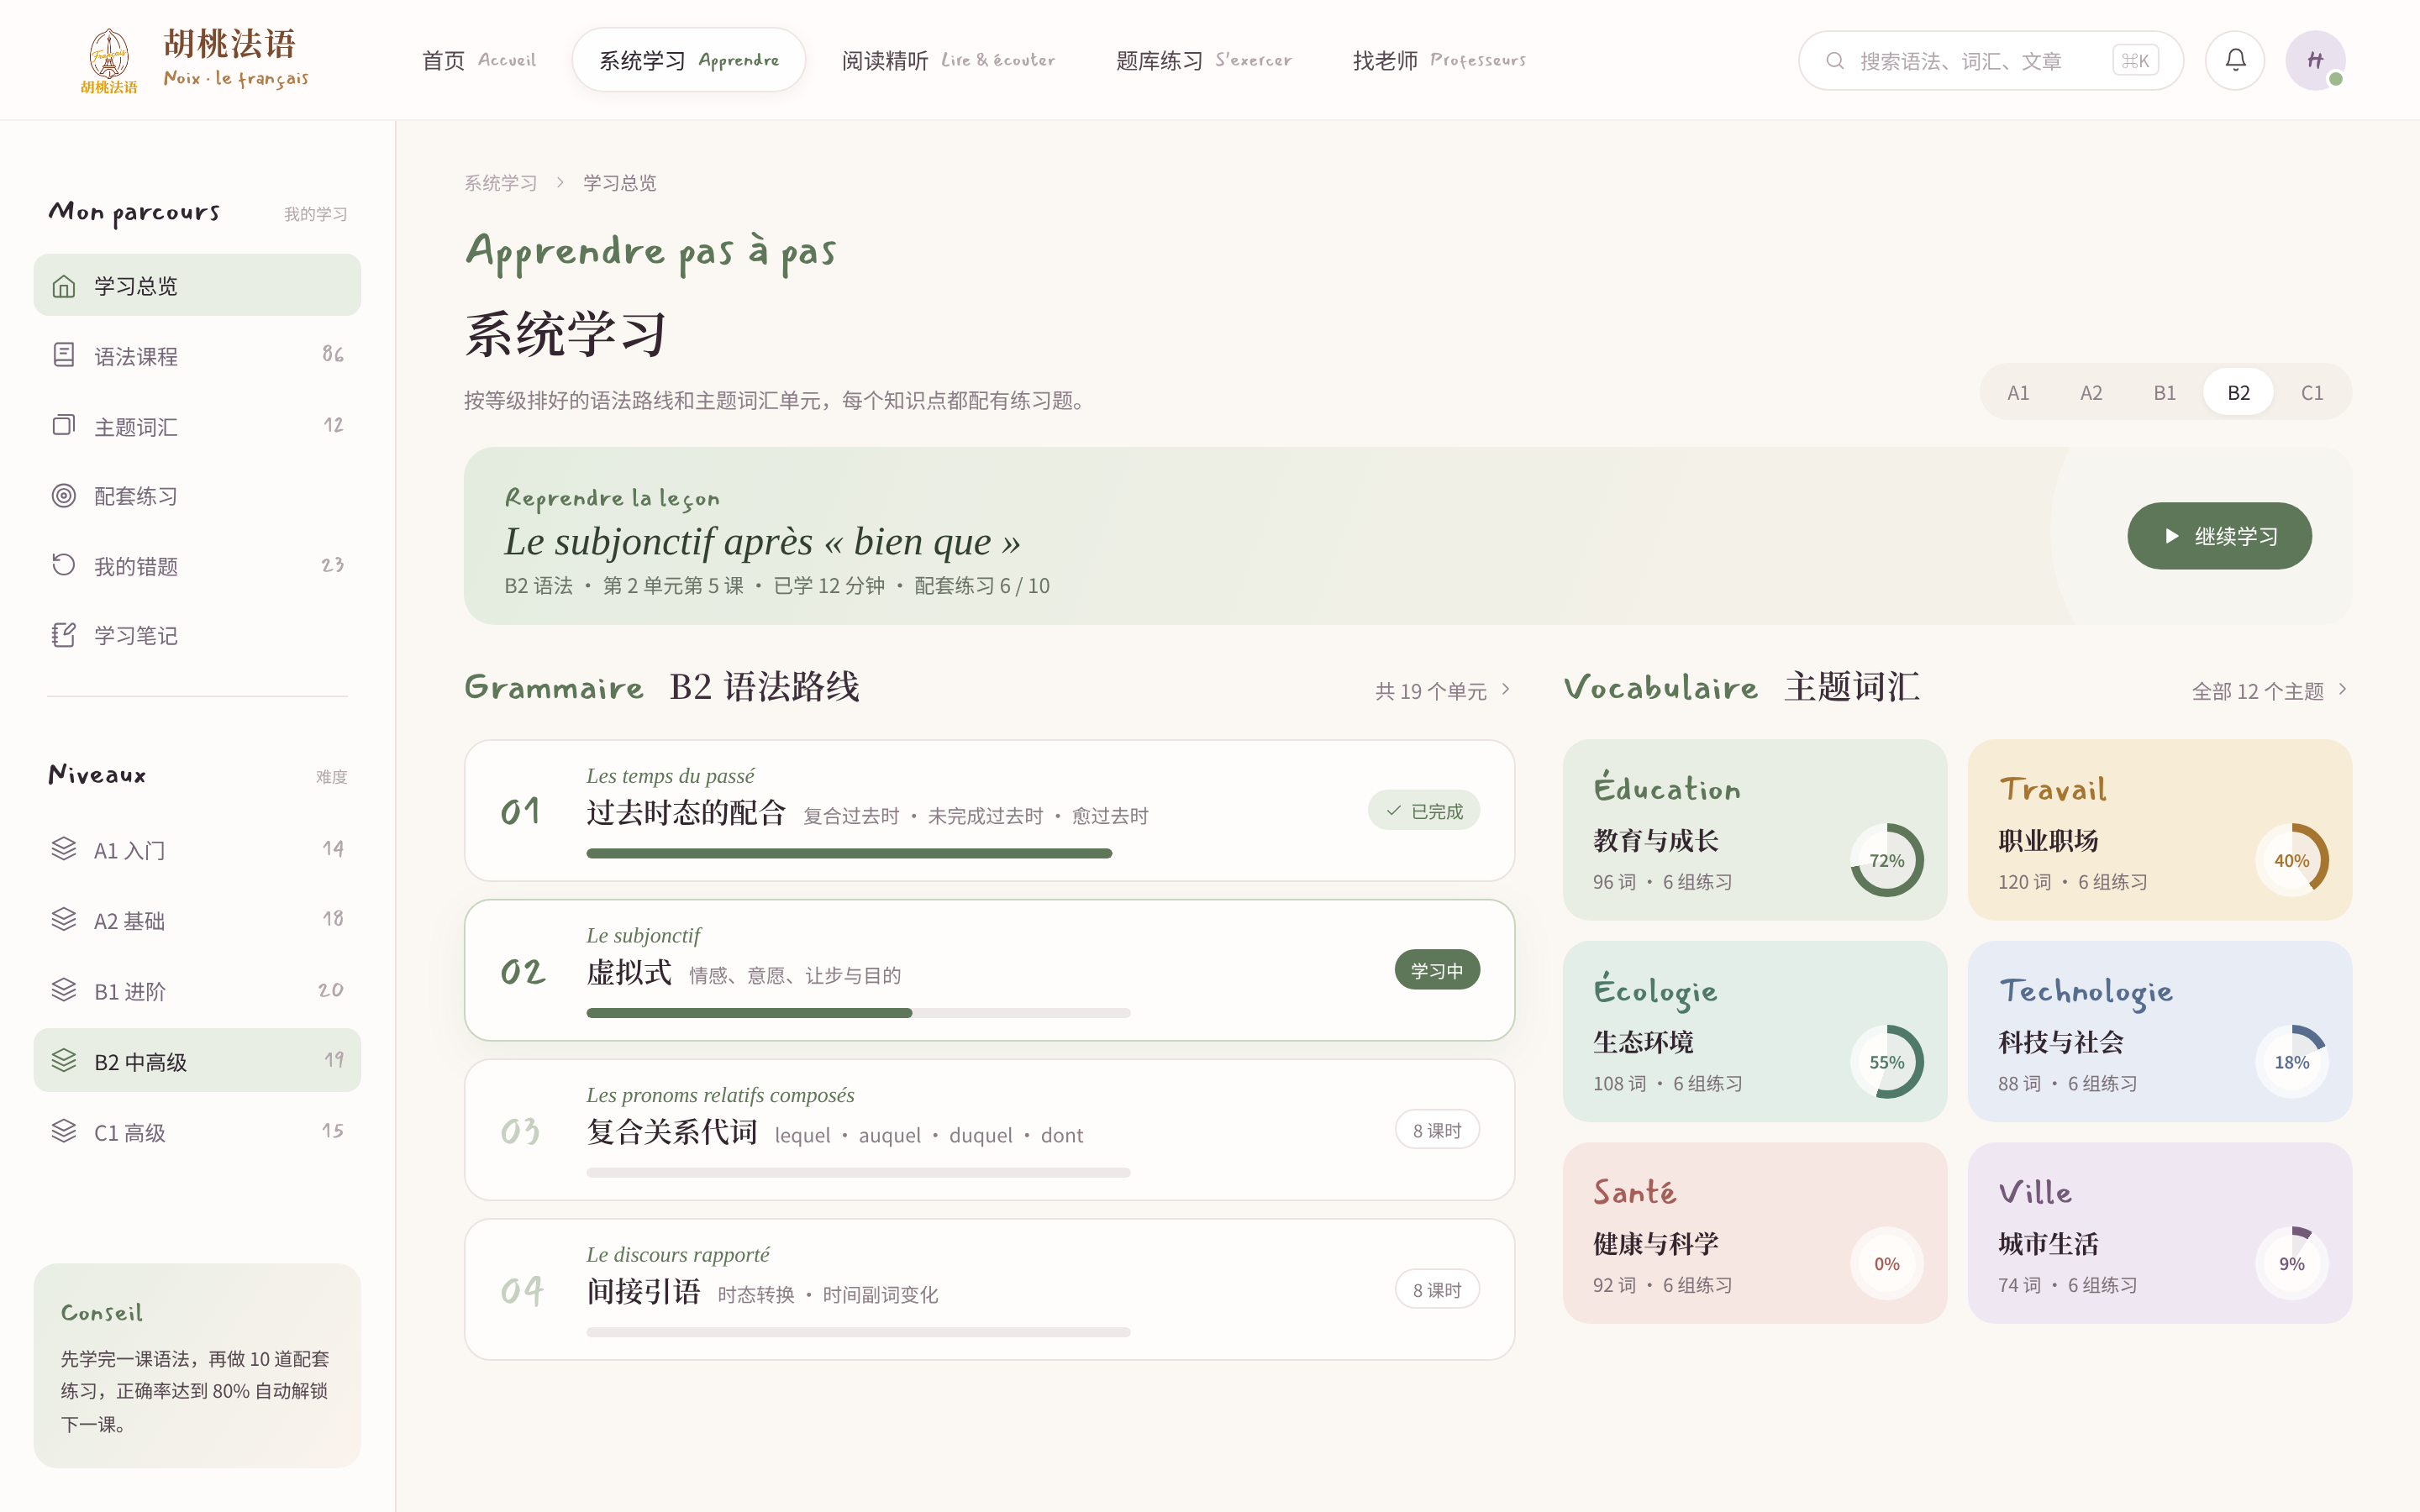 Français
胡桃法语
胡桃法语
Noix · le français
首页 Accueil
系统学习 Apprendre
阅读精听 Lire & écouter
题库练习 S'exercer
找老师 Professeurs
搜索语法、词汇、文章 ⌘K
H
Mon parcours 我的学习
学习总览
语法课程 86
主题词汇 12
配套练习
我的错题 23
学习笔记
Niveaux 难度
A1 入门 14
A2 基础 18
B1 进阶 20
B2 中高级 19
C1 高级 15
Conseil
先学完一课语法，再做 10 道配套
练习，正确率达到 80% 自动解锁
下一课。
系统学习 > 学习总览
Apprendre pas à pas
系统学习
按等级排好的语法路线和主题词汇单元，每个知识点都配有练习题。
A1 A2 B1 B2 C1
Reprendre la leçon
Le subjonctif après « bien que »
B2 语法 · 第 2 单元第 5 课 · 已学 12 分钟 · 配套练习 6 / 10
继续学习
Grammaire B2 语法路线
共 19 个单元 >
01
Les temps du passé
过去时态的配合 复合过去时 · 未完成过去时 · 愈过去时
已完成
02
Le subjonctif
虚拟式 情感、意愿、让步与目的
学习中
03
Les pronoms relatifs composés
复合关系代词 lequel · auquel · duquel · dont
8 课时
04
Le discours rapporté
间接引语 时态转换 · 时间副词变化
8 课时
Vocabulaire 主题词汇
全部 12 个主题 >
Éducation
教育与成长
96 词 · 6 组练习
72%
Travail
职业职场
120 词 · 6 组练习
40%
Écologie
生态环境
108 词 · 6 组练习
55%
Technologie
科技与社会
88 词 · 6 组练习
18%
Santé
健康与科学
92 词 · 6 组练习
0%
Ville
城市生活
74 词 · 6 组练习
9%